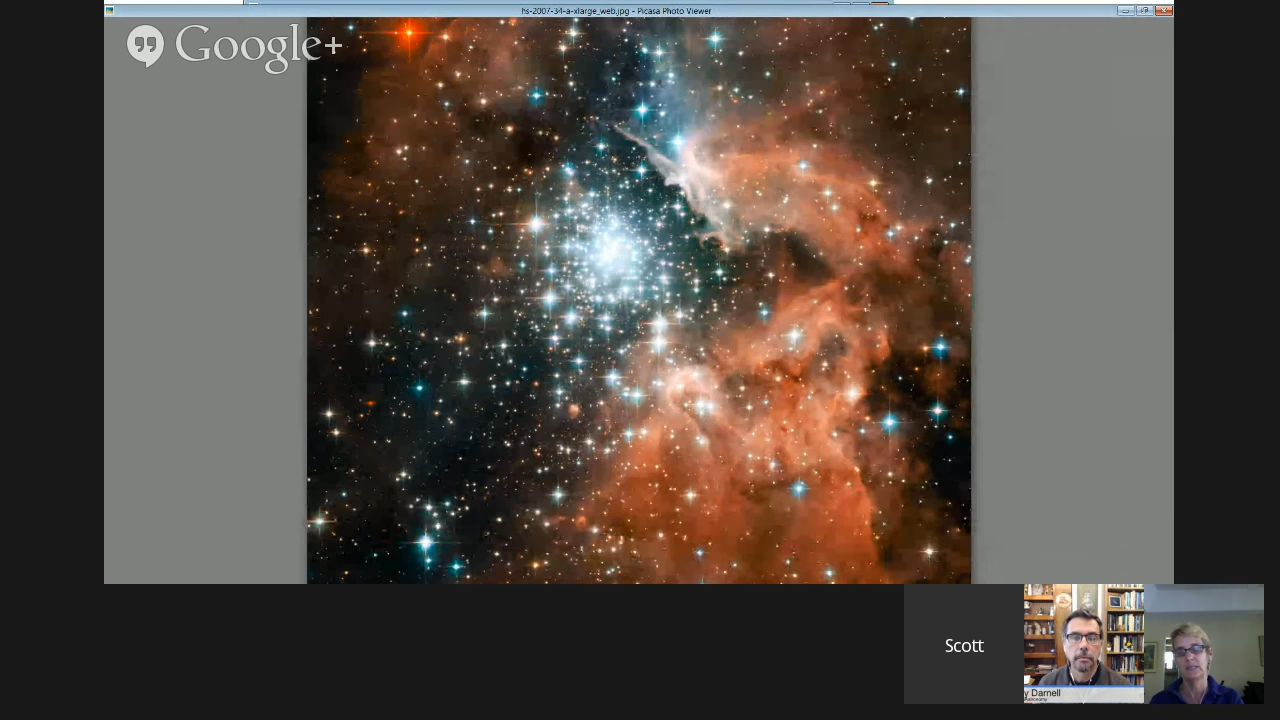 hs-2007-34-a-xlarge_web.jpg - Picasa Photo Viewer
Google+
Scott
y Darnell